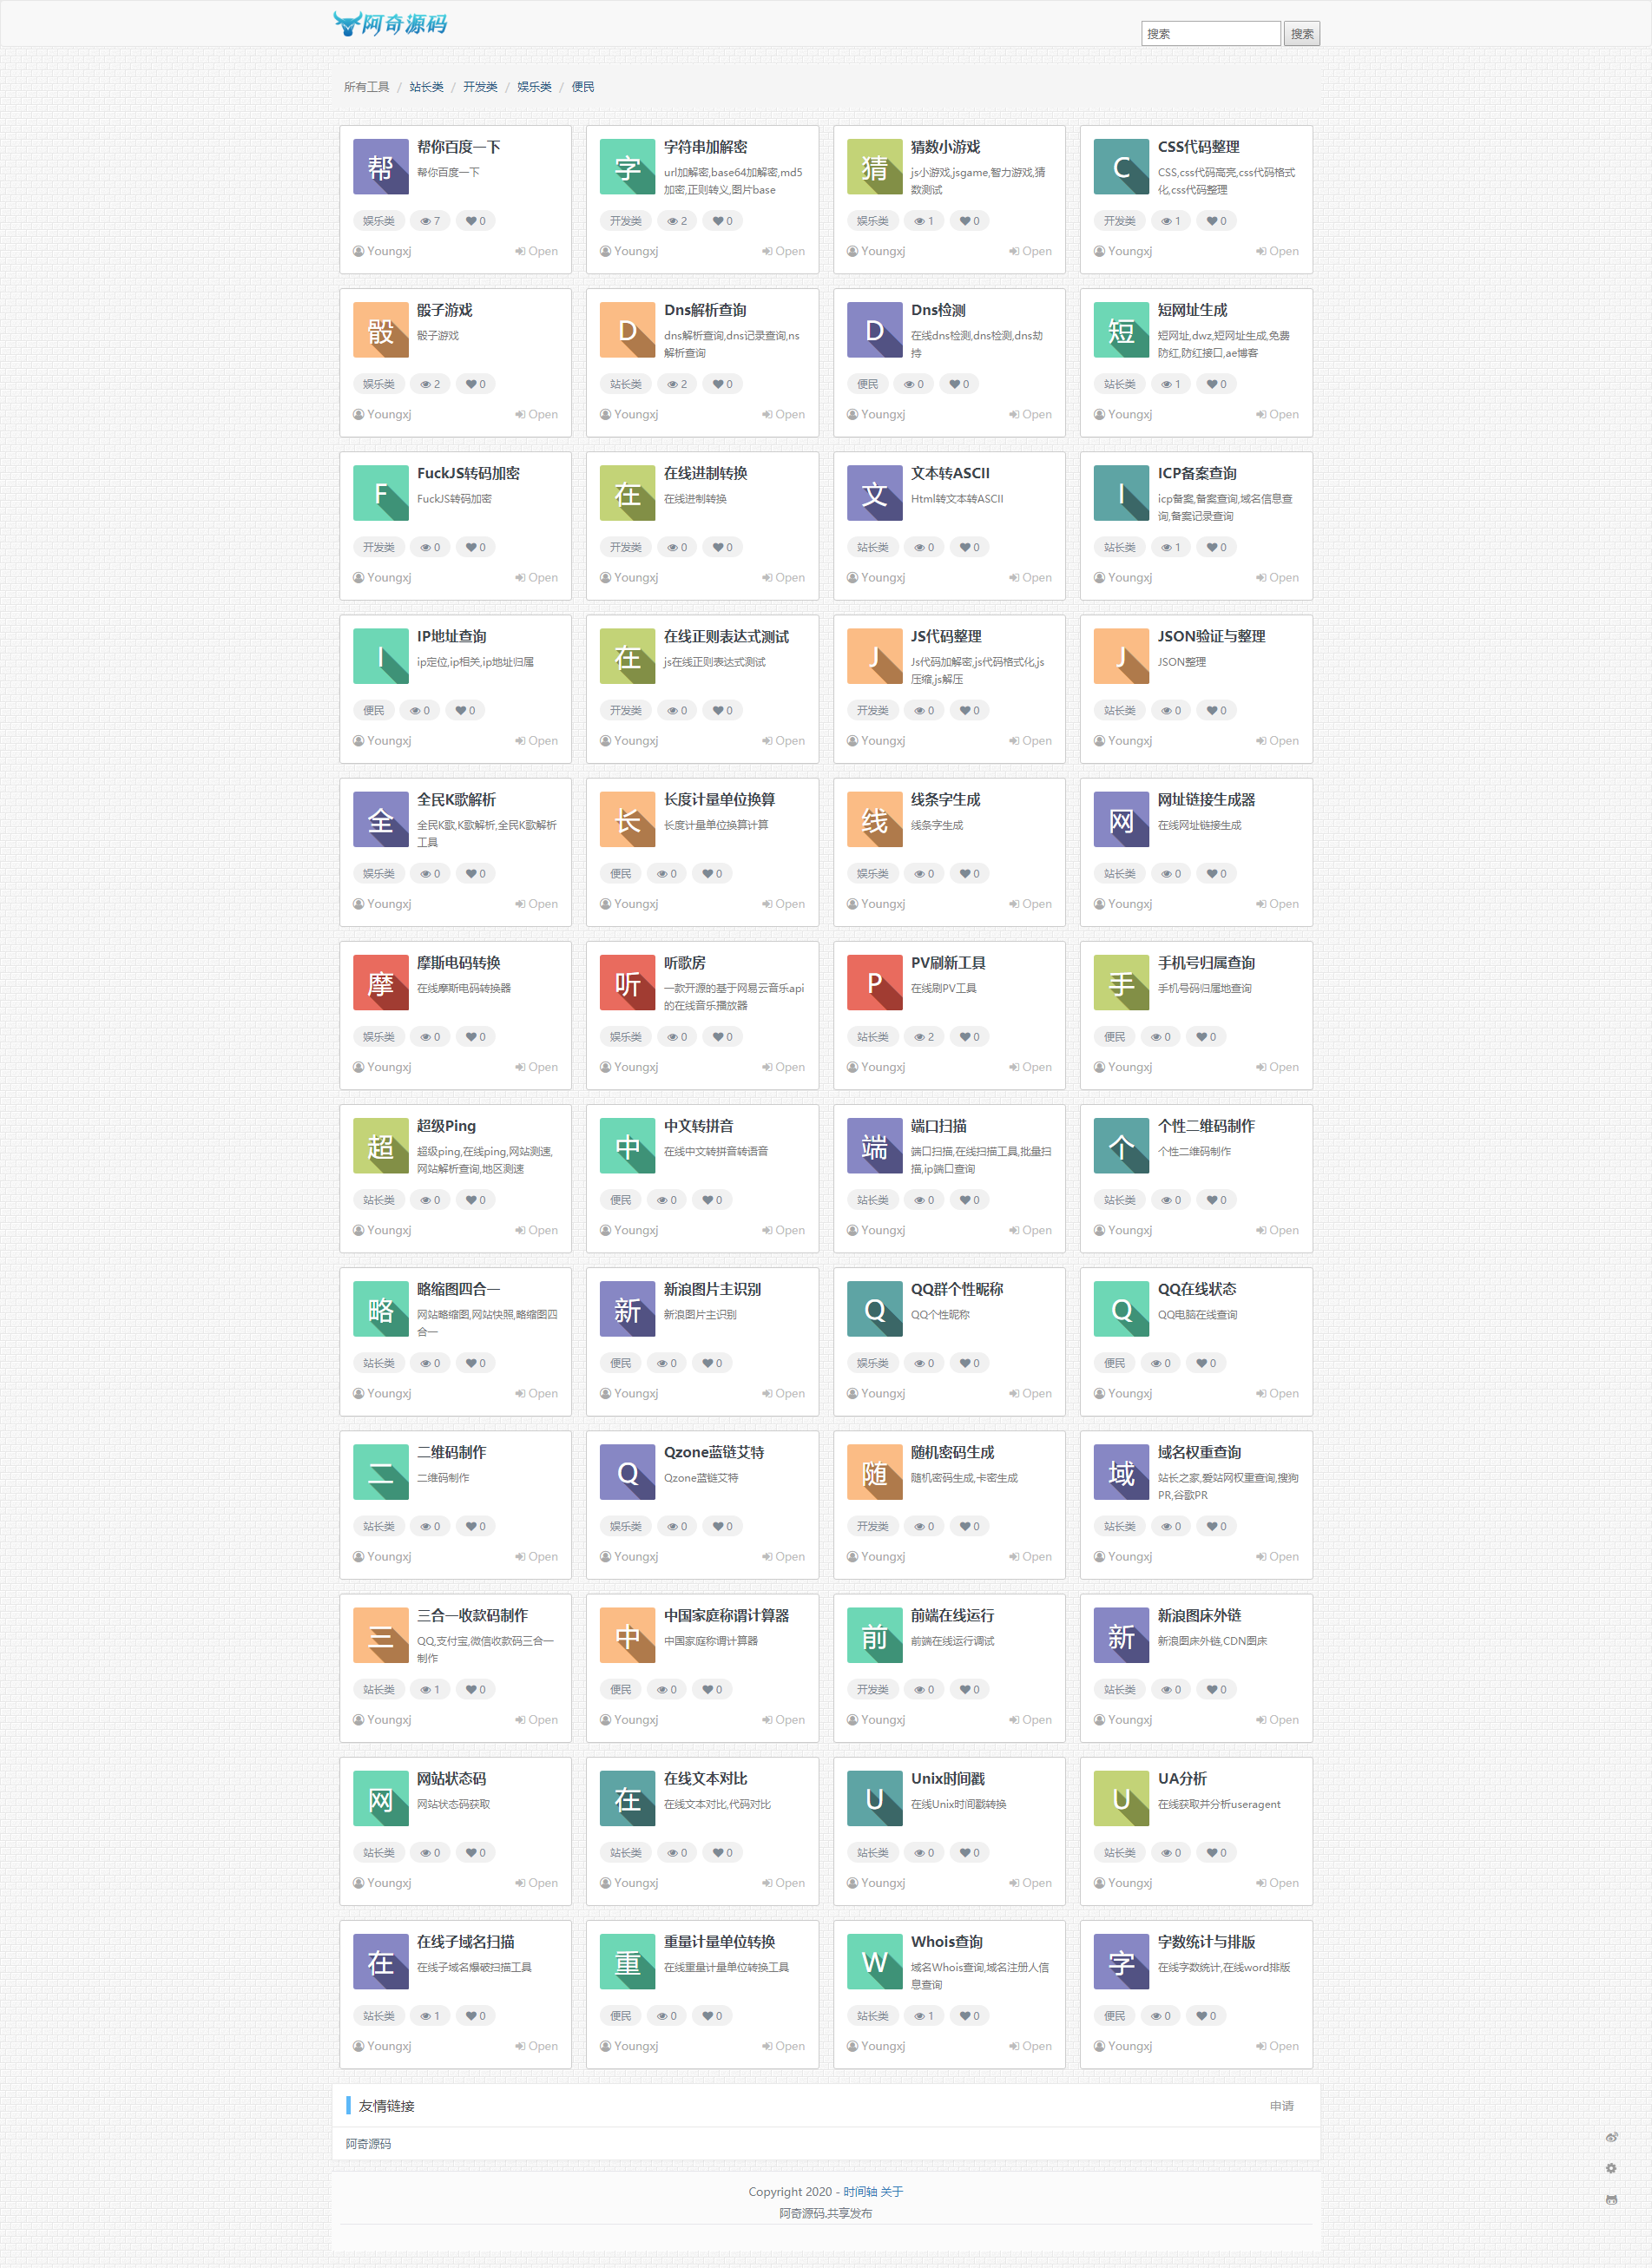 阿奇源码
搜索 搜索
所有工具 / 站长类 / 开发类 / 娱乐类 / 便民
帮 帮你百度一下
帮你百度一下
娱乐类 7 0
Youngxj Open
字 字符串加解密
url加解密,base64加解密,md5
加密,正则转义,图片base
开发类 2 0
Youngxj Open
猜 猜数小游戏
js小游戏,jsgame,智力游戏,猜
数测试
娱乐类 1 0
Youngxj Open
C CSS代码整理
CSS,css代码高亮,css代码格式
化,css代码整理
开发类 1 0
Youngxj Open
骰 骰子游戏
骰子游戏
娱乐类 2 0
Youngxj Open
D Dns解析查询
dns解析查询,dns记录查询,ns
解析查询
站长类 2 0
Youngxj Open
D Dns检测
在线dns检测,dns检测,dns劫
持
便民 0 0
Youngxj Open
短 短网址生成
短网址,dwz,短网址生成,免费
防红,防红接口,ae博客
站长类 1 0
Youngxj Open
F FuckJS转码加密
FuckJS转码加密
开发类 0 0
Youngxj Open
在 在线进制转换
在线进制转换
开发类 0 0
Youngxj Open
文 文本转ASCII
Html转文本转ASCII
站长类 0 0
Youngxj Open
I ICP备案查询
icp备案,备案查询,域名信息查
询,备案记录查询
站长类 1 0
Youngxj Open
I IP地址查询
ip定位,ip相关,ip地址归属
便民 0 0
Youngxj Open
在 在线正则表达式测试
js在线正则表达式测试
开发类 0 0
Youngxj Open
J JS代码整理
Js代码加解密,js代码格式化,js
压缩,js解压
开发类 0 0
Youngxj Open
J JSON验证与整理
JSON整理
站长类 0 0
Youngxj Open
全 全民K歌解析
全民K歌,K歌解析,全民K歌解析
工具
娱乐类 0 0
Youngxj Open
长 长度计量单位换算
长度计量单位换算计算
便民 0 0
Youngxj Open
线 线条字生成
线条字生成
娱乐类 0 0
Youngxj Open
网 网址链接生成器
在线网址链接生成
站长类 0 0
Youngxj Open
摩 摩斯电码转换
在线摩斯电码转换器
娱乐类 0 0
Youngxj Open
听 听歌房
一款开源的基于网易云音乐api
的在线音乐播放器
娱乐类 0 0
Youngxj Open
P PV刷新工具
在线刷PV工具
站长类 2 0
Youngxj Open
手 手机号归属查询
手机号码归属地查询
便民 0 0
Youngxj Open
超 超级Ping
超级ping,在线ping,网站测速,
网站解析查询,地区测速
站长类 0 0
Youngxj Open
中 中文转拼音
在线中文转拼音转语音
便民 0 0
Youngxj Open
端 端口扫描
端口扫描,在线扫描工具,批量扫
描,ip端口查询
站长类 0 0
Youngxj Open
个 个性二维码制作
个性二维码制作
站长类 0 0
Youngxj Open
略 略缩图四合一
网站略缩图,网站快照,略缩图四
合一
站长类 0 0
Youngxj Open
新 新浪图片主识别
新浪图片主识别
便民 0 0
Youngxj Open
Q QQ群个性昵称
QQ个性昵称
娱乐类 0 0
Youngxj Open
Q QQ在线状态
QQ电脑在线查询
便民 0 0
Youngxj Open
二 二维码制作
二维码制作
站长类 0 0
Youngxj Open
Q Qzone蓝链艾特
Qzone蓝链艾特
娱乐类 0 0
Youngxj Open
随 随机密码生成
随机密码生成,卡密生成
开发类 0 0
Youngxj Open
域 域名权重查询
站长之家,爱站网权重查询,搜狗
PR,谷歌PR
站长类 0 0
Youngxj Open
三 三合一收款码制作
QQ,支付宝,微信收款码三合一
制作
站长类 1 0
Youngxj Open
中 中国家庭称谓计算器
中国家庭称谓计算器
便民 0 0
Youngxj Open
前 前端在线运行
前端在线运行调试
开发类 0 0
Youngxj Open
新 新浪图床外链
新浪图床外链,CDN图床
站长类 0 0
Youngxj Open
网 网站状态码
网站状态码获取
站长类 0 0
Youngxj Open
在 在线文本对比
在线文本对比,代码对比
站长类 0 0
Youngxj Open
U Unix时间戳
在线Unix时间戳转换
站长类 0 0
Youngxj Open
U UA分析
在线获取并分析useragent
站长类 0 0
Youngxj Open
在 在线子域名扫描
在线子域名爆破扫描工具
站长类 1 0
Youngxj Open
重 重量计量单位转换
在线重量计量单位转换工具
便民 0 0
Youngxj Open
W Whois查询
域名Whois查询,域名注册人信
息查询
站长类 1 0
Youngxj Open
字 字数统计与排版
在线字数统计,在线word排版
便民 0 0
Youngxj Open
友情链接 申请
阿奇源码
Copyright 2020 - 时间轴 关于
阿奇源码,共享发布